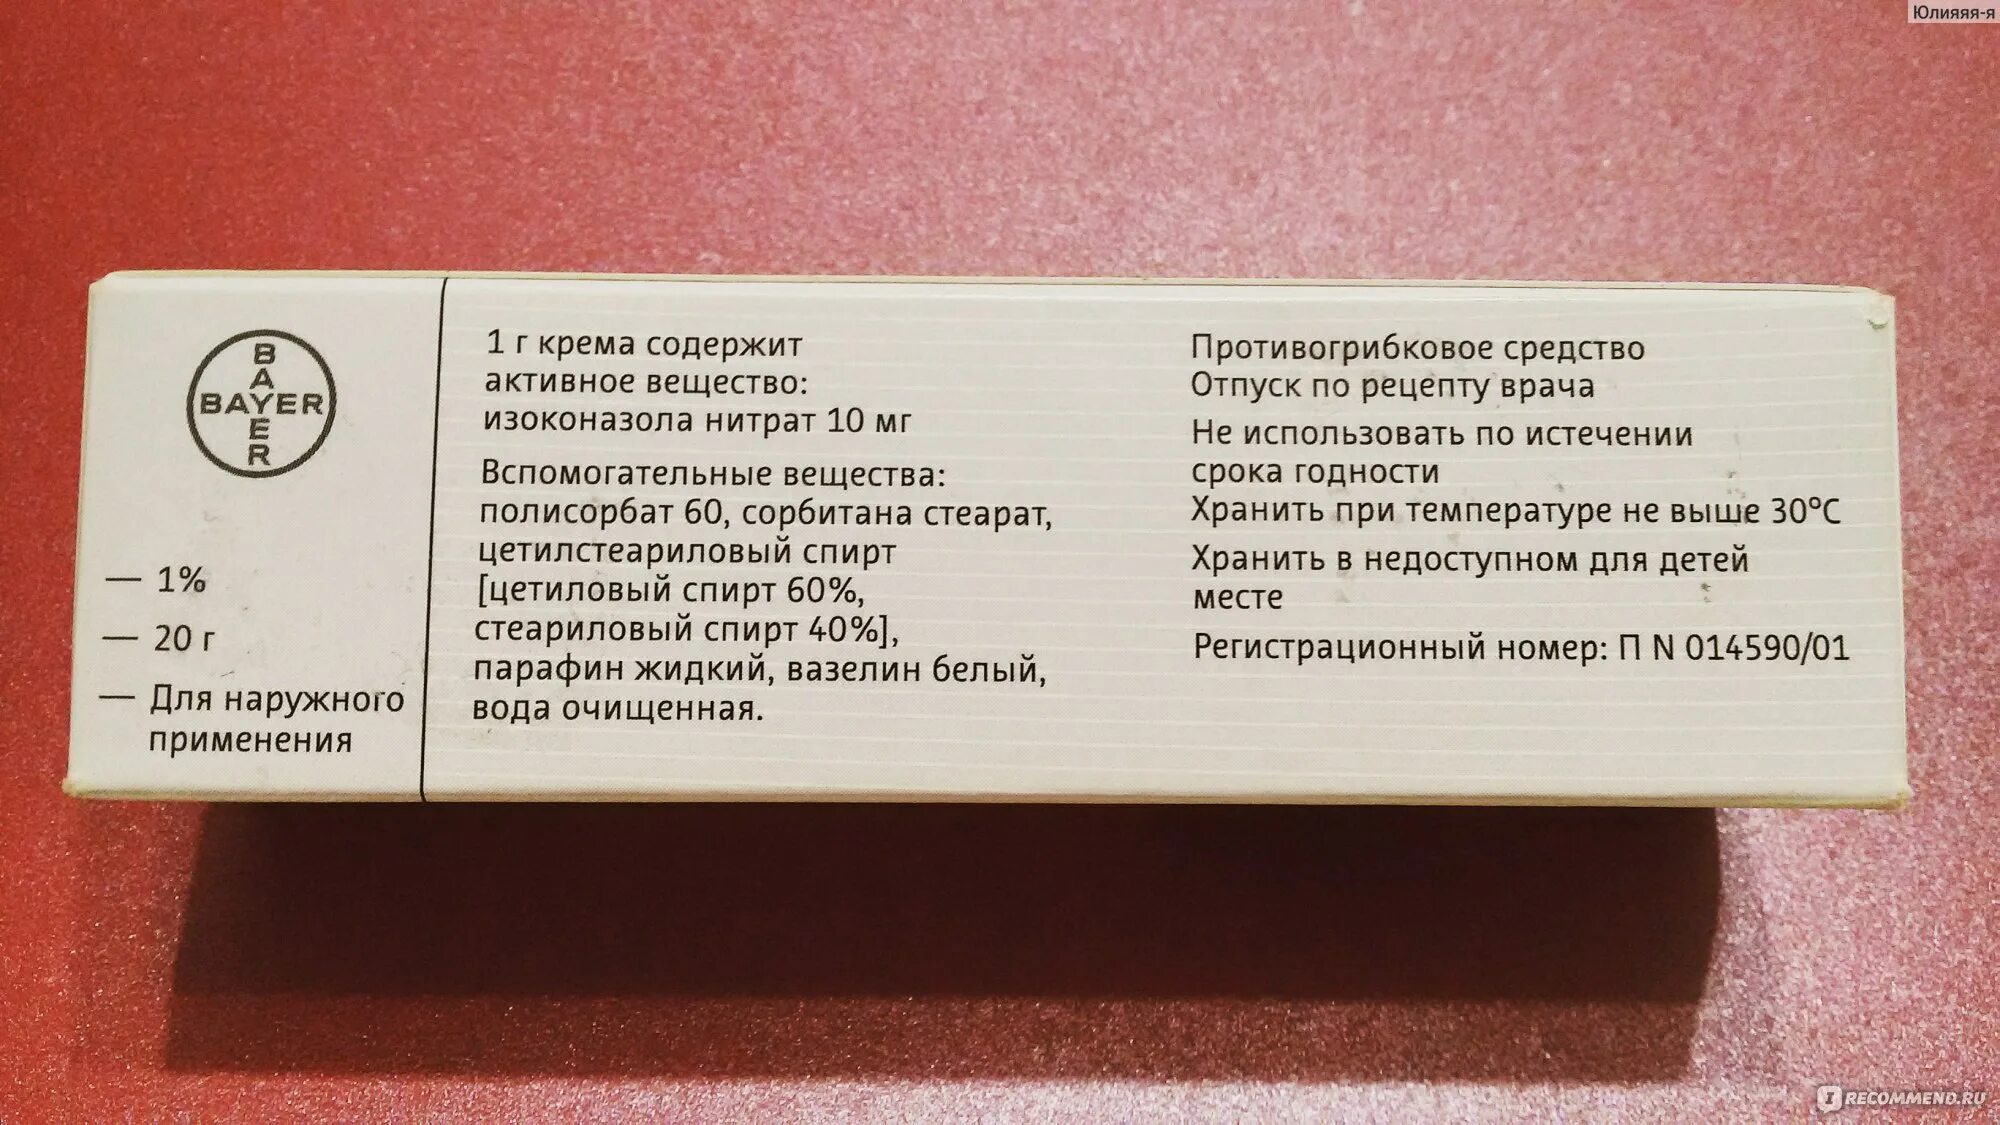 Юлияяя-я
BAYER
BAYER
1%
20 г
Для наружного
применения
1 г крема содержит
активное вещество:
изоконазола нитрат 10 мг
Вспомогательные вещества:
полисорбат 60, сорбитана стеарат,
цетилстеариловый спирт
[цетиловый спирт 60%,
стеариловый спирт 40%],
парафин жидкий, вазелин белый,
вода очищенная.
Противогрибковое средство
Отпуск по рецепту врача
Не использовать по истечении
срока годности
Хранить при температуре не выше 30°C
Хранить в недоступном для детей
месте
Регистрационный номер: П N 014590/01
IRECOMMEND.RU